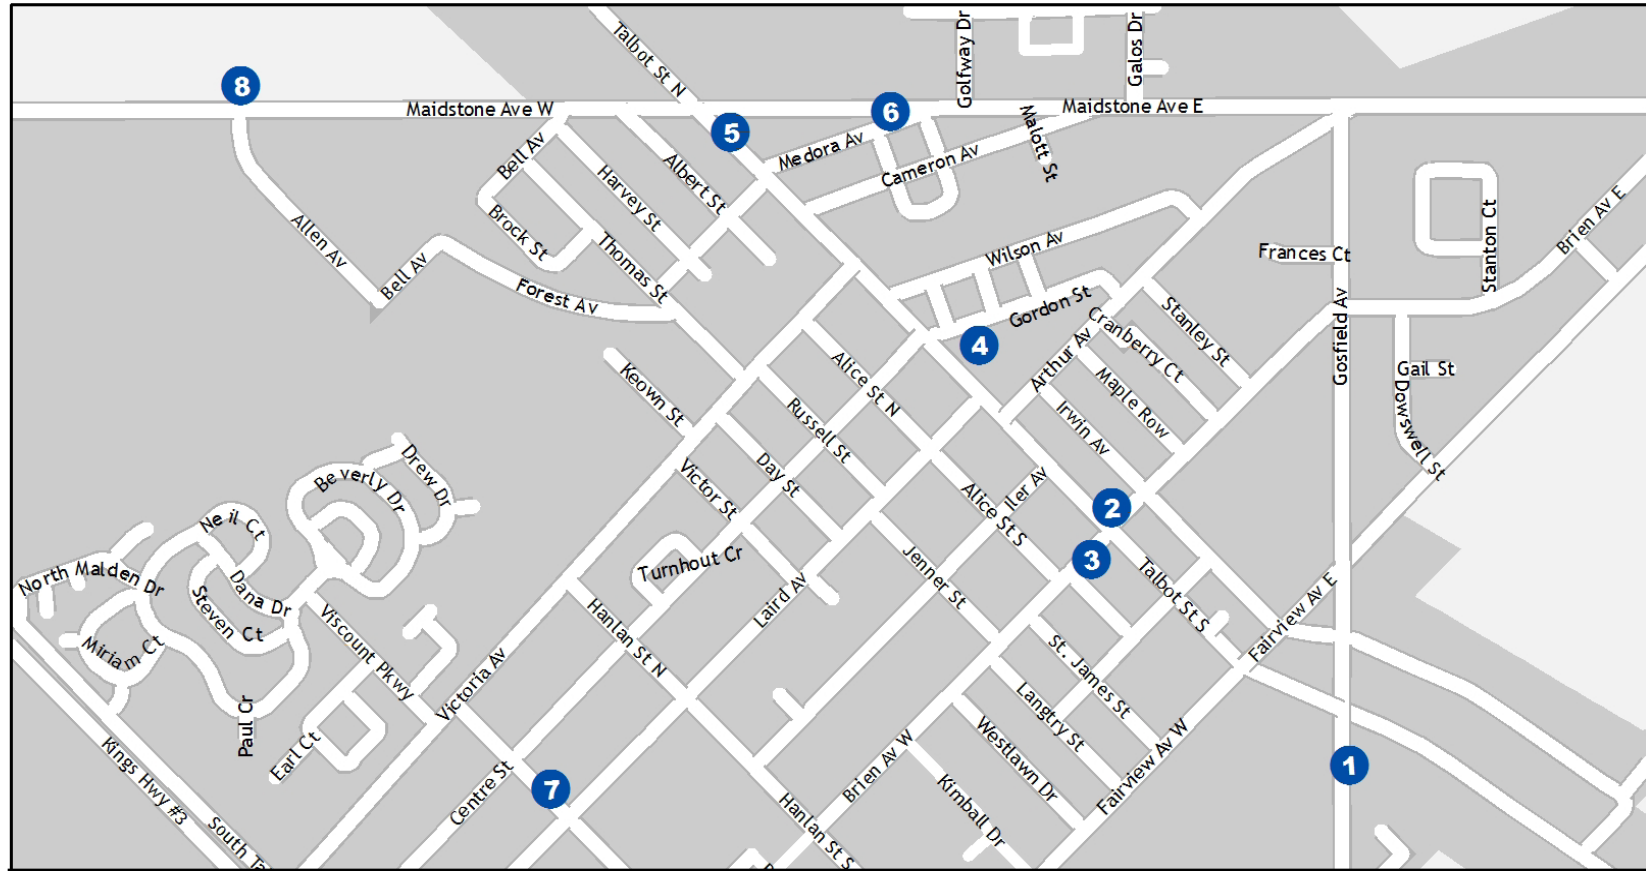 Talbot St N
Golfway Dr
Galos Dr
8
Maidstone Ave W
6
Maidstone Ave E
5
Medora Av
Malott St
Bell Av
Albert St
Cameron Av
Harvey St
Brock St
Allen Av
Thomas St
Wilson Av
Frances Ct
Stanton Ct
Brien Av E
Bell Av
Forest Av
Gordon St
Stanley St
Gosfield Av
4
Cranberry Ct
Arthur Av
Alice St N
Keown St
Maple Row
Gail St
Dowswell St
Russell St
Irwin Av
Day St
Victor St
Drew Dr
Beverly Dr
Iler Av
Alice St S
2
Neil Ct
3
Turnhout Cr
Jenner St
Talbot St S
North Malden Dr
Dana Dr
Steven Ct
Laird Av
Hanlan St N
Fairview Av E
Miriam Ct
Viscount Pkwy
St. James St
Victoria Av
Langtry St
Paul Cr
Earl Ct
Westlawn Dr
Fairview Av W
1
Kings Hwy #3
Centre St
7
Brien Av W
Kimball Dr
Hanlan St S
South Ta